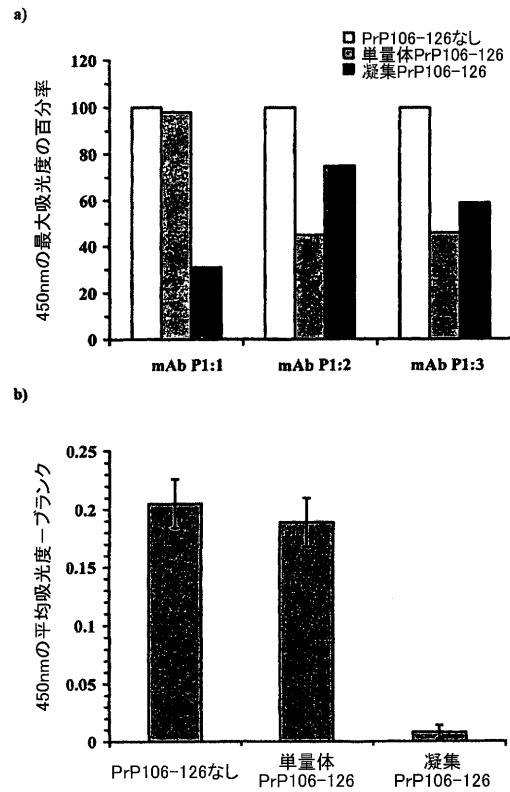 a)
PrP106-126なし
単量体PrP106-126
凝集PrP106-126
450nmの最大吸光度の百分率
120
100
80
60
40
20
0
mAb P1:1
mAb P1:2
mAb P1:3
b)
450nmの平均吸光度－ブランク
0.25
0.2
0.15
0.1
0.05
0
PrP106-126なし
単量体
PrP106-126
凝集
PrP106-126